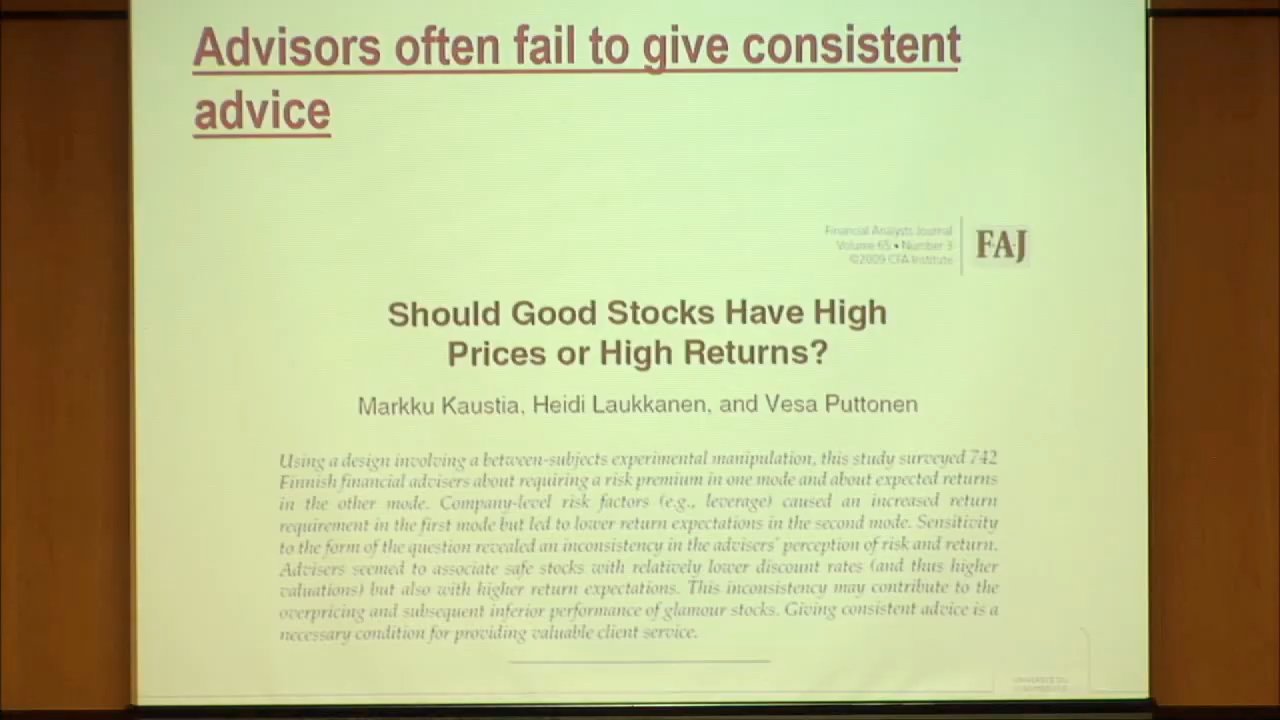 Advisors often fail to give consistent
advice
Financial Analysts Journal
Volume 65 • Number 3
©2009 CFA Institute
FAJ
Should Good Stocks Have High
Prices or High Returns?
Markku Kaustia, Heidi Laukkanen, and Vesa Puttonen
Using a design involving a between-subjects experimental manipulation, this study surveyed 742
Finnish financial advisers about requiring a risk premium in one mode and about expected returns
in the other mode. Company-level risk factors (e.g., leverage) caused an increased return
requirement in the first mode but led to lower return expectations in the second mode. Sensitivity
to the form of the question revealed an inconsistency in the advisers' perception of risk and return.
Advisers seemed to associate safe stocks with relatively lower discount rates (and thus higher
valuations) but also with higher return expectations. This inconsistency may contribute to the
overpricing and subsequent inferior performance of glamour stocks. Giving consistent advice is a
necessary condition for providing valuable client service.
UNIVERSITÉ DU
LUXEMBOURG